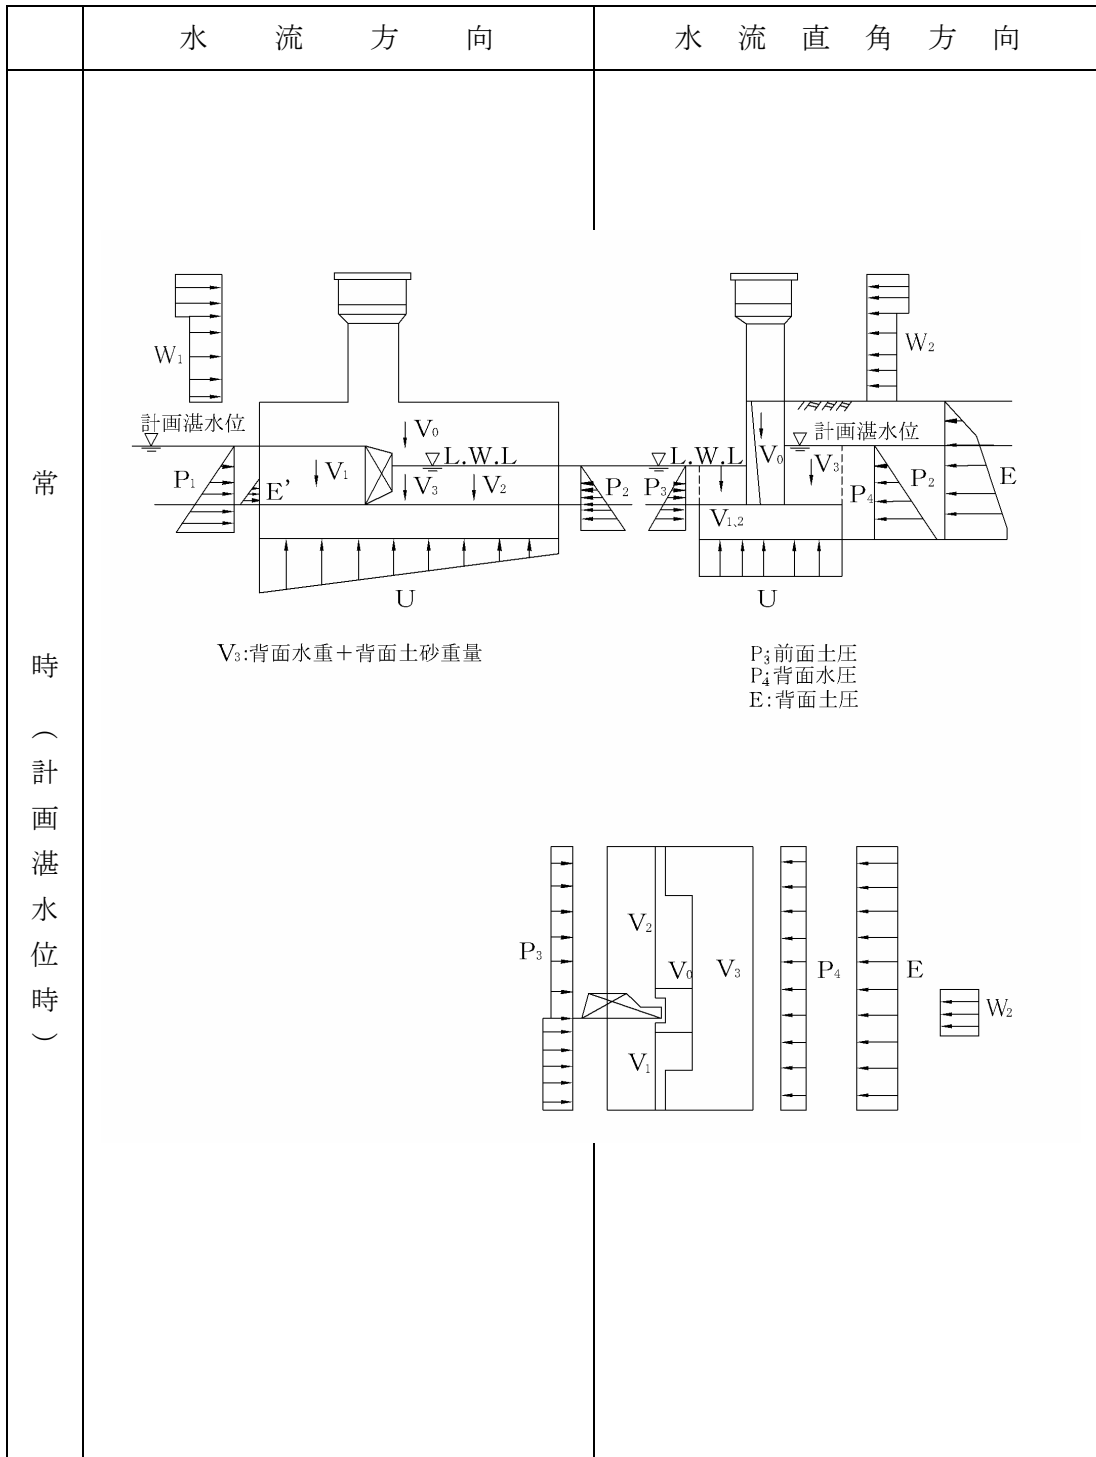 水流方向
水流直角方向
常時（計画湛水位時）
W₁
計画湛水位
P₁
E'
V₁
V₀
L.W.L
V₃
V₂
P₂
U
V₃:背面水重＋背面土砂重量
W₂
計画湛水位
L.W.L
P₃
V₀
V₃
P₄
P₂
E
V₁,₂
U
P₃:前面土圧
P₄:背面水圧
E:背面土圧
P₃
V₂
V₀
V₃
V₁
P₄
E
W₂